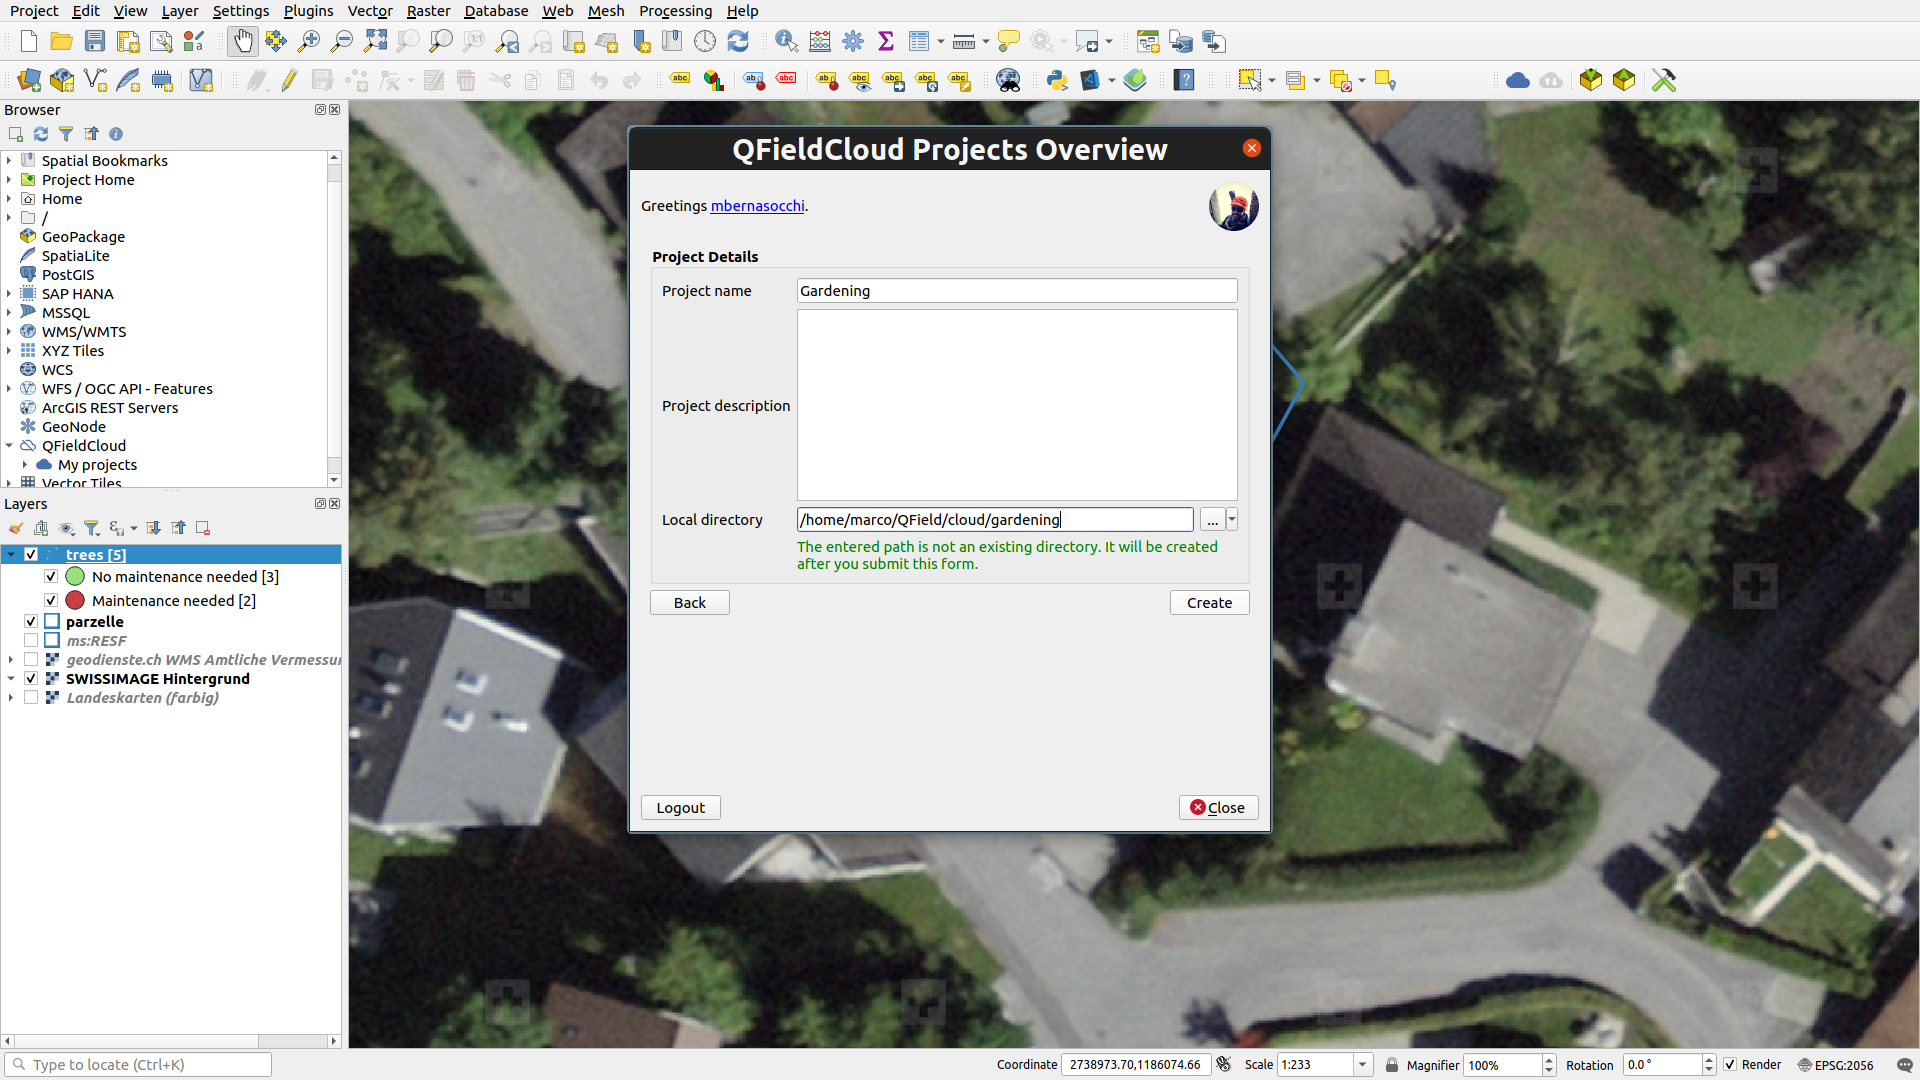 Project Edit View Layer Settings Plugins Vector Raster Database Web Mesh Processing Help
Browser
Spatial Bookmarks
Project Home
Home
/
GeoPackage
SpatiaLite
PostGIS
SAP HANA
MSSQL
WMS/WMTS
XYZ Tiles
WCS
WFS / OGC API - Features
ArcGIS REST Servers
GeoNode
QFieldCloud
My projects
Vector Tiles
Layers
trees [5]
No maintenance needed [3]
Maintenance needed [2]
parzelle
ms:RESF
geodienste.ch WMS Amtliche Vermessu
SWISSIMAGE Hintergrund
Landeskarten (farbig)
QFieldCloud Projects Overview
Greetings mbernasocchi.
Project Details
Project name Gardening
Project description
Local directory /home/marco/QField/cloud/gardening ...
The entered path is not an existing directory. It will be created
after you submit this form.
Back Create
Logout Close
Type to locate (Ctrl+K) Coordinate 2738973.70,1186074.66 Scale 1:233 Magnifier 100% Rotation 0.0 ° Render EPSG:2056